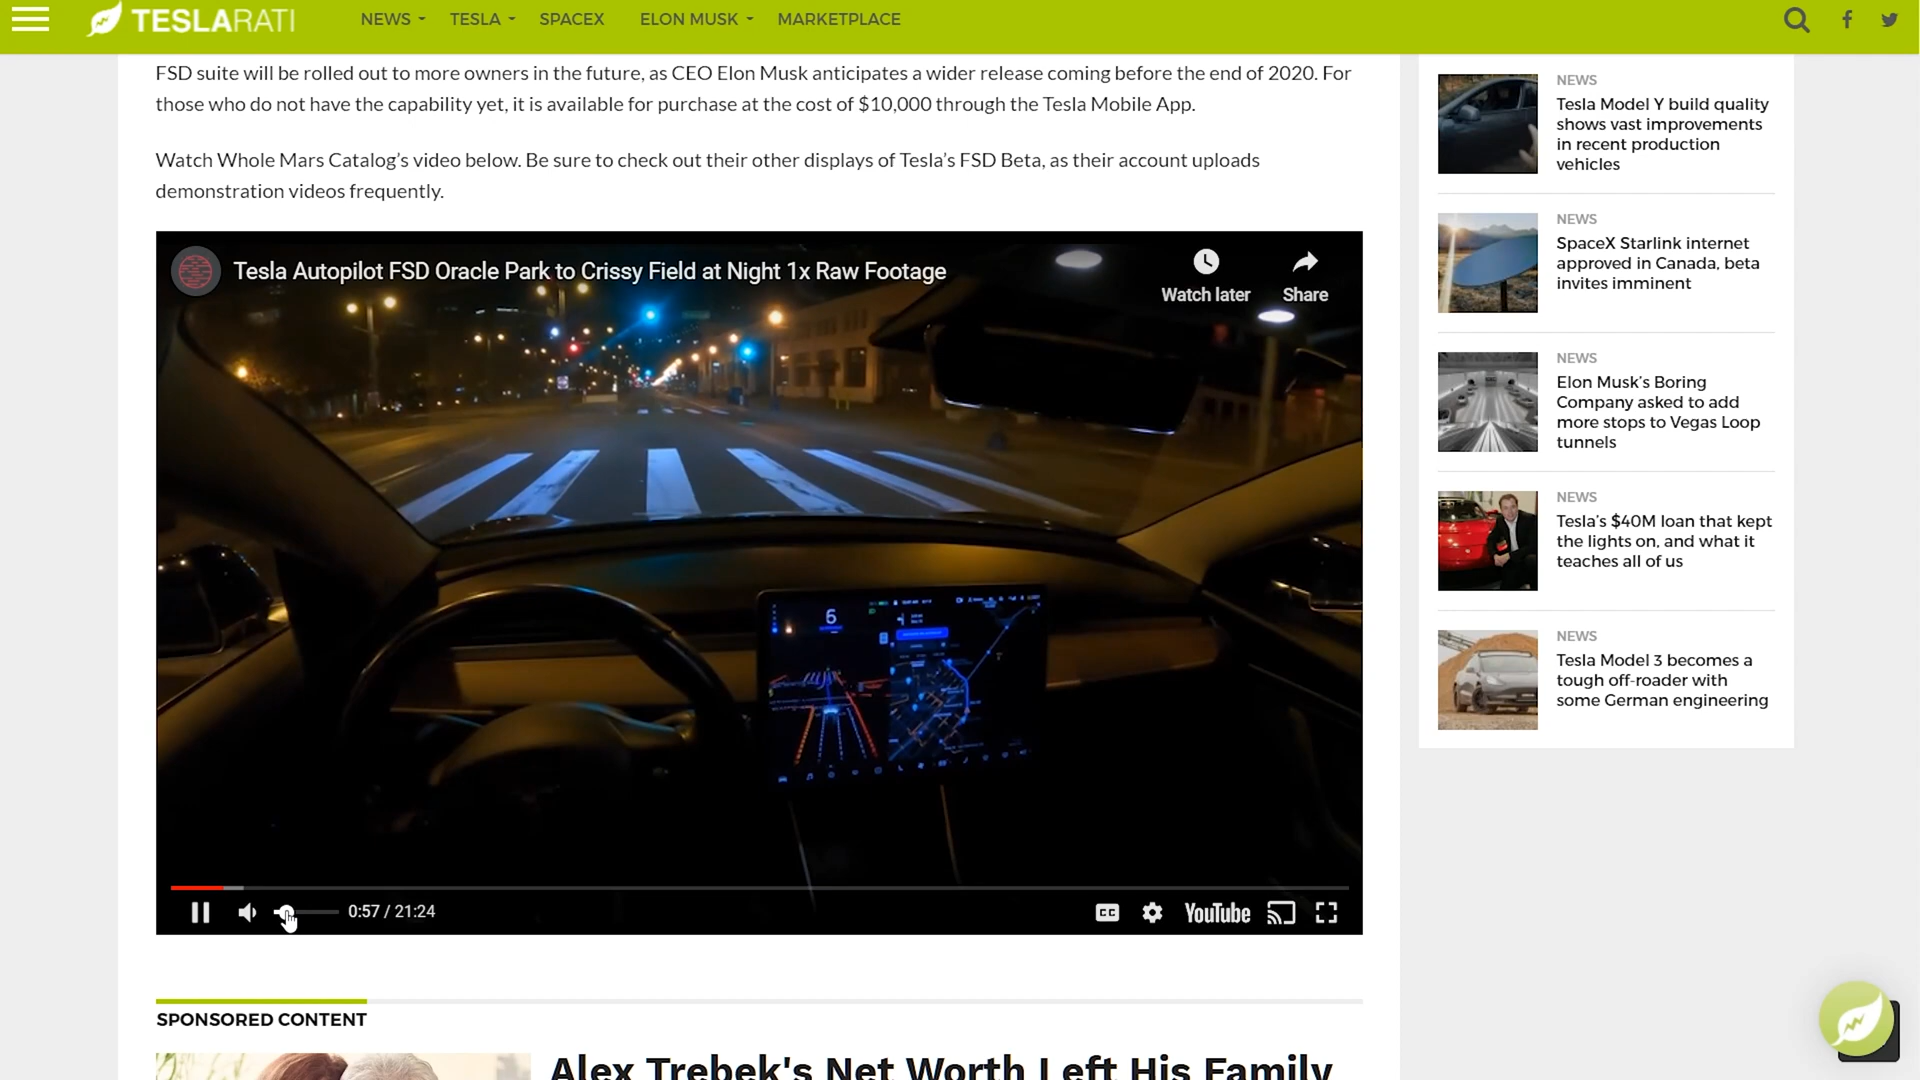 TESLARATI
NEWS
TESLA
SPACEX
ELON MUSK
MARKETPLACE
FSD suite will be rolled out to more owners in the future, as CEO Elon Musk anticipates a wider release coming before the end of 2020. For
those who do not have the capability yet, it is available for purchase at the cost of $10,000 through the Tesla Mobile App.
Watch Whole Mars Catalog’s video below. Be sure to check out their other displays of Tesla’s FSD Beta, as their account uploads
demonstration videos frequently.
Tesla Autopilot FSD Oracle Park to Crissy Field at Night 1x Raw Footage
Watch later
Share
6
0:57 / 21:24
CC
YouTube
SPONSORED CONTENT
Alex Trebek's Net Worth Left His Family
NEWS
Tesla Model Y build quality
shows vast improvements
in recent production
vehicles
NEWS
SpaceX Starlink internet
approved in Canada, beta
invites imminent
NEWS
Elon Musk’s Boring
Company asked to add
more stops to Vegas Loop
tunnels
NEWS
Tesla’s $40M loan that kept
the lights on, and what it
teaches all of us
NEWS
Tesla Model 3 becomes a
tough off-roader with
some German engineering